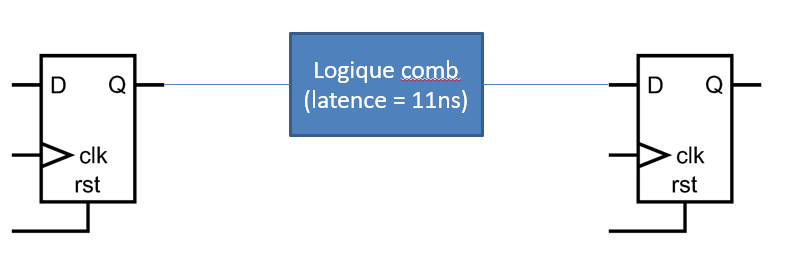 D Q
clk
rst
Logique comb
(latence = 11ns)
D Q
clk
rst